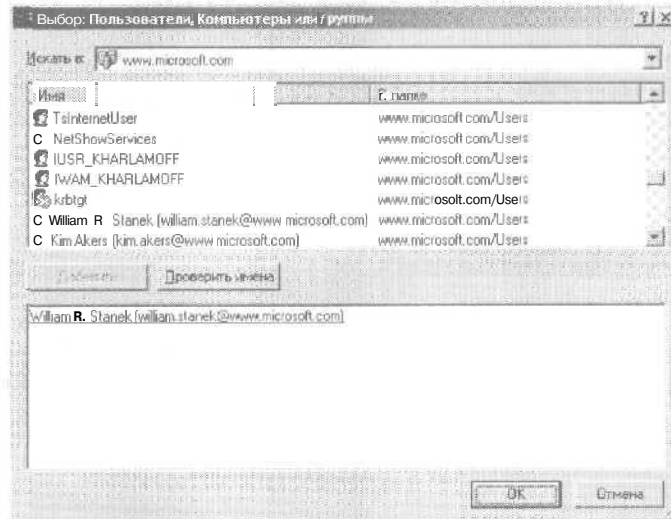 Выбор: Пользователи, Компьютеры или группы
Искать в: www.microsoft.com
Имя В папке
TsInternetUser www.microsoft.com/Users
C NetShowServices www.microsoft.com/Users
IUSR_KHARLAMOFF www.microsoft.com/Users
IWAM_KHARLAMOFF www.microsoft.com/Users
krbtgt www.microsoft.com/Users
C William R Stanek (william.stanek@www microsoft.com) www.microsoft.com/Users
C Kim Akers (kim.akers@www microsoft.com) www.microsoft.com/Users
Добавить Проверить имена
William R. Stanek (william.stanek@www.microsoft.com)
OK Отмена